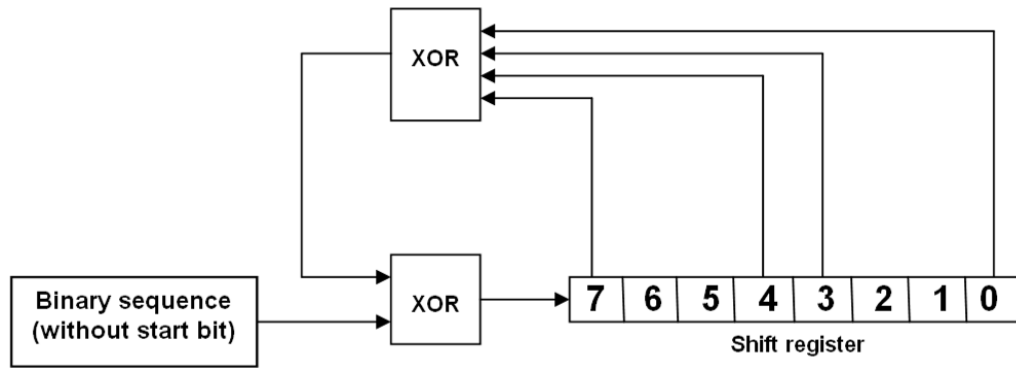 XOR
Binary sequence
(without start bit)
XOR
7 6 5 4 3 2 1 0
Shift register